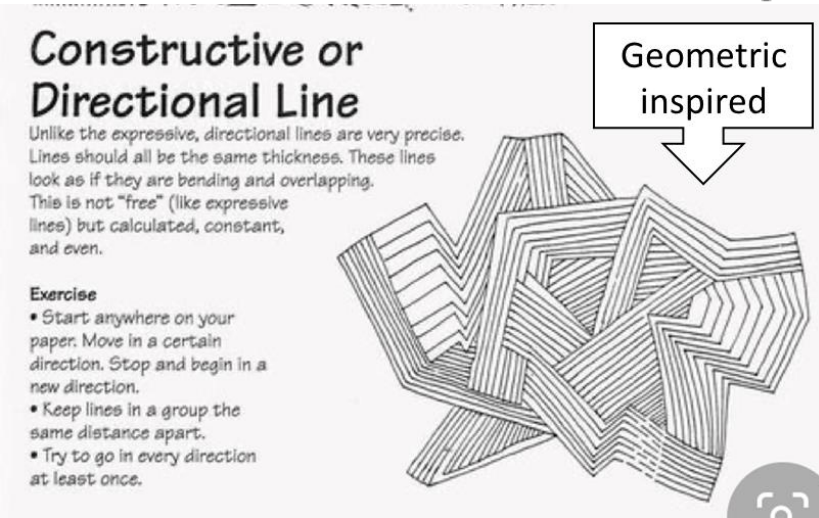 Constructive or
Directional Line
Unlike the expressive, directional lines are very precise.
Lines should all be the same thickness. These lines
look as if they are bending and overlapping.
This is not "free" (like expressive
lines) but calculated, constant,
and even.
Exercise
• Start anywhere on your
paper. Move in a certain
direction. Stop and begin in a
new direction.
• Keep lines in a group the
same distance apart.
• Try to go in every direction
at least once.
Geometric
inspired